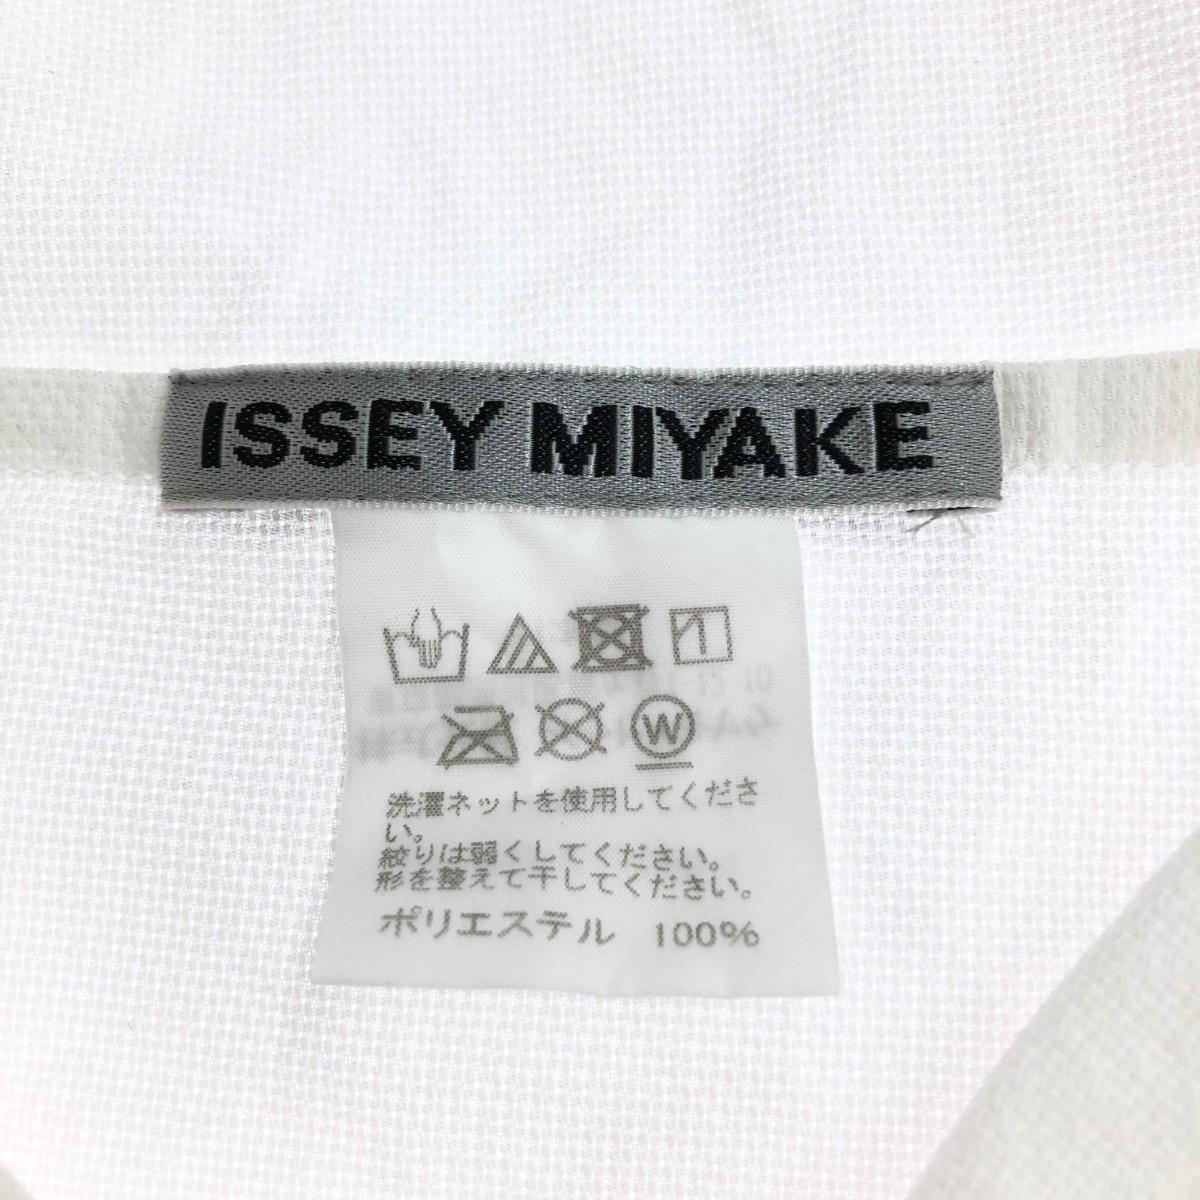 ISSEY MIYAKE
W
洗濯ネットを使用してくださ
い。
絞りは弱くしてください。
形を整えて干してください。
ポリエステル 100%